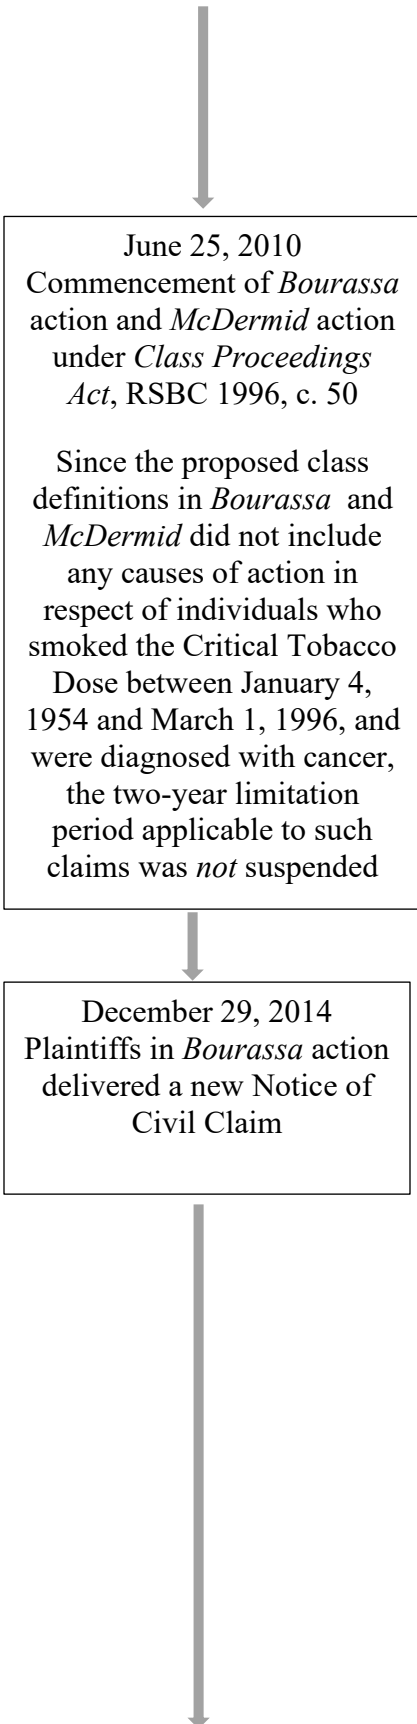 June 25, 2010
Commencement of Bourassa
action and McDermid action
under Class Proceedings
Act, RSBC 1996, c. 50
Since the proposed class
definitions in Bourassa and
McDermid did not include
any causes of action in
respect of individuals who
smoked the Critical Tobacco
Dose between January 4,
1954 and March 1, 1996, and
were diagnosed with cancer,
the two-year limitation
period applicable to such
claims was not suspended
December 29, 2014
Plaintiffs in Bourassa action
delivered a new Notice of
Civil Claim